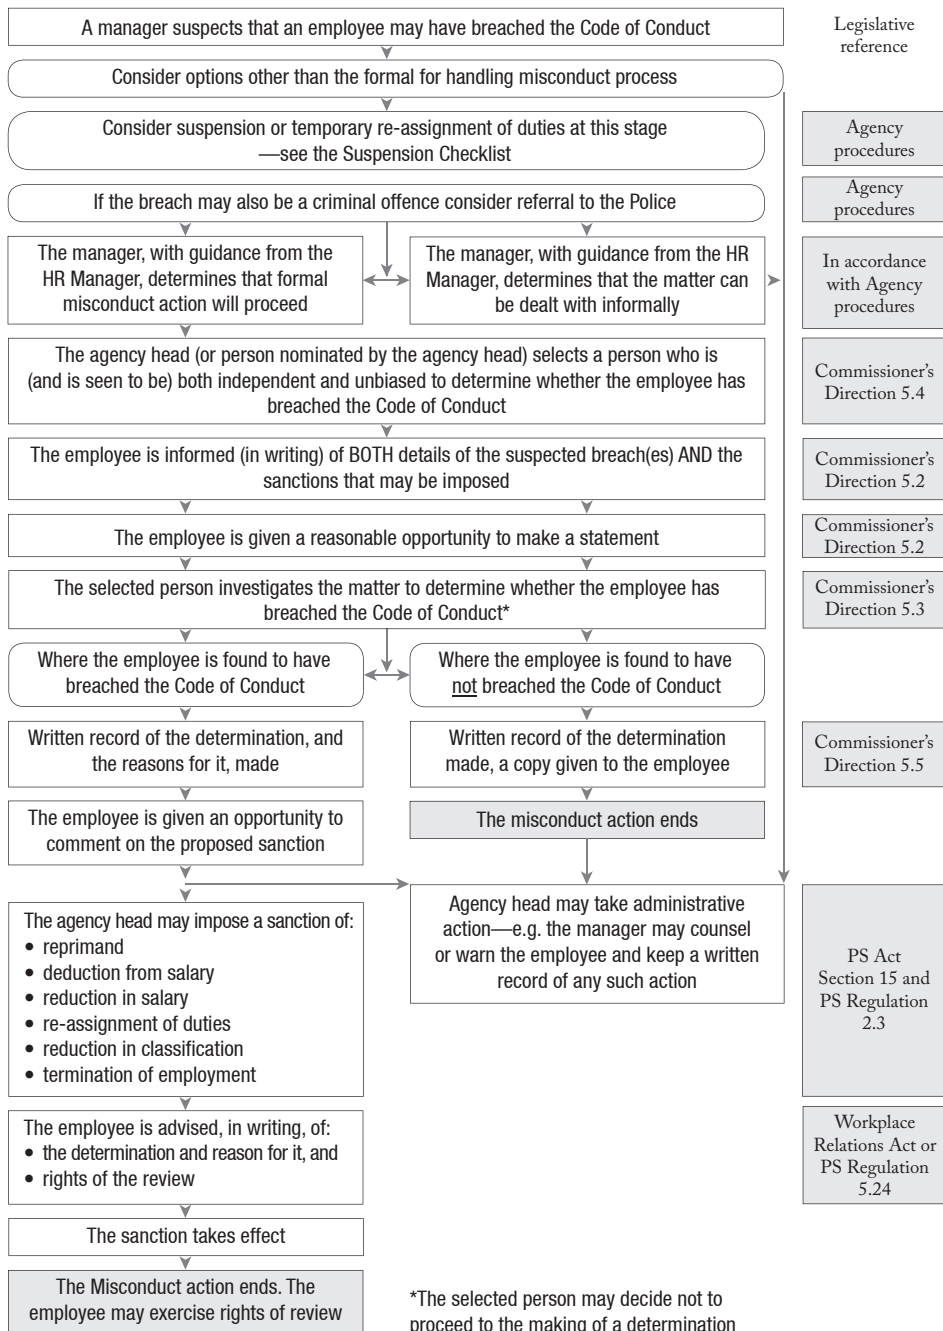 A manager suspects that an employee may have breached the Code of Conduct
Legislative
reference
Consider options other than the formal for handling misconduct process
Consider suspension or temporary re-assignment of duties at this stage
—see the Suspension Checklist
Agency
procedures
If the breach may also be a criminal offence consider referral to the Police
Agency
procedures
The manager, with guidance from the
HR Manager, determines that formal
misconduct action will proceed
The manager, with guidance from the HR
Manager, determines that the matter can
be dealt with informally
In accordance
with Agency
procedures
The agency head (or person nominated by the agency head) selects a person who is
(and is seen to be) both independent and unbiased to determine whether the employee has
breached the Code of Conduct
Commissioner's
Direction 5.4
The employee is informed (in writing) of BOTH details of the suspected breach(es) AND the
sanctions that may be imposed
Commissioner's
Direction 5.2
The employee is given a reasonable opportunity to make a statement
Commissioner's
Direction 5.2
The selected person investigates the matter to determine whether the employee has
breached the Code of Conduct*
Commissioner's
Direction 5.3
Where the employee is found to have
breached the Code of Conduct
Where the employee is found to have
not breached the Code of Conduct
Written record of the determination, and
the reasons for it, made
Written record of the determination
made, a copy given to the employee
Commissioner's
Direction 5.5
The employee is given an opportunity to
comment on the proposed sanction
The misconduct action ends
The agency head may impose a sanction of:
• reprimand
• deduction from salary
• reduction in salary
• re-assignment of duties
• reduction in classification
• termination of employment
Agency head may take administrative
action—e.g. the manager may counsel
or warn the employee and keep a written
record of any such action
PS Act
Section 15 and
PS Regulation
2.3
The employee is advised, in writing, of:
• the determination and reason for it, and
• rights of the review
Workplace
Relations Act or
PS Regulation
5.24
The sanction takes effect
The Misconduct action ends. The
employee may exercise rights of review
*The selected person may decide not to
proceed to the making of a determination